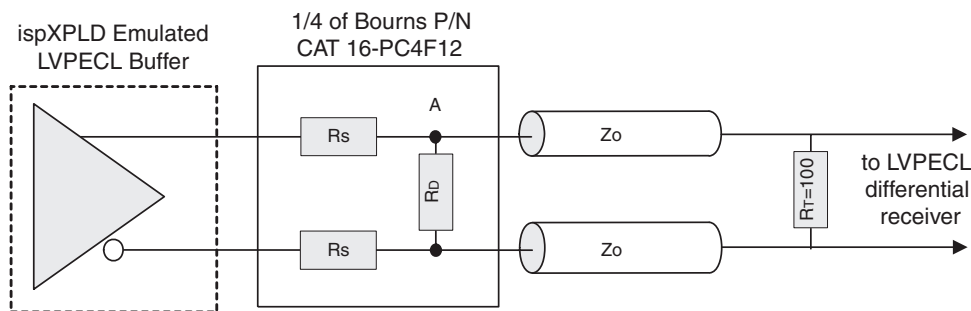 ispXPLD Emulated
LVPECL Buffer
1/4 of Bourns P/N
CAT 16-PC4F12
A
Rs
RD
Rs
Zo
Zo
RT=100
to LVPECL
differential
receiver